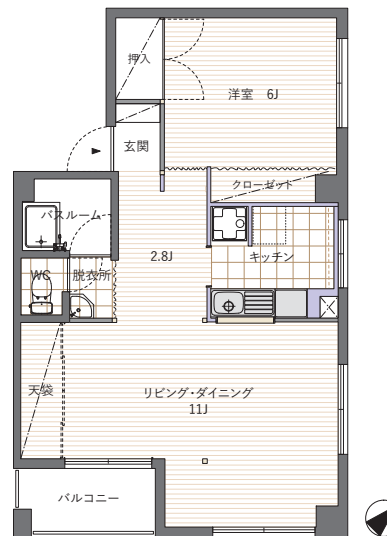 押入
洋室 6J
玄関
クローゼット
バスルーム
2.8J
キッチン
WC
脱衣所
天袋
リビング・ダイニング
11J
バルコニー